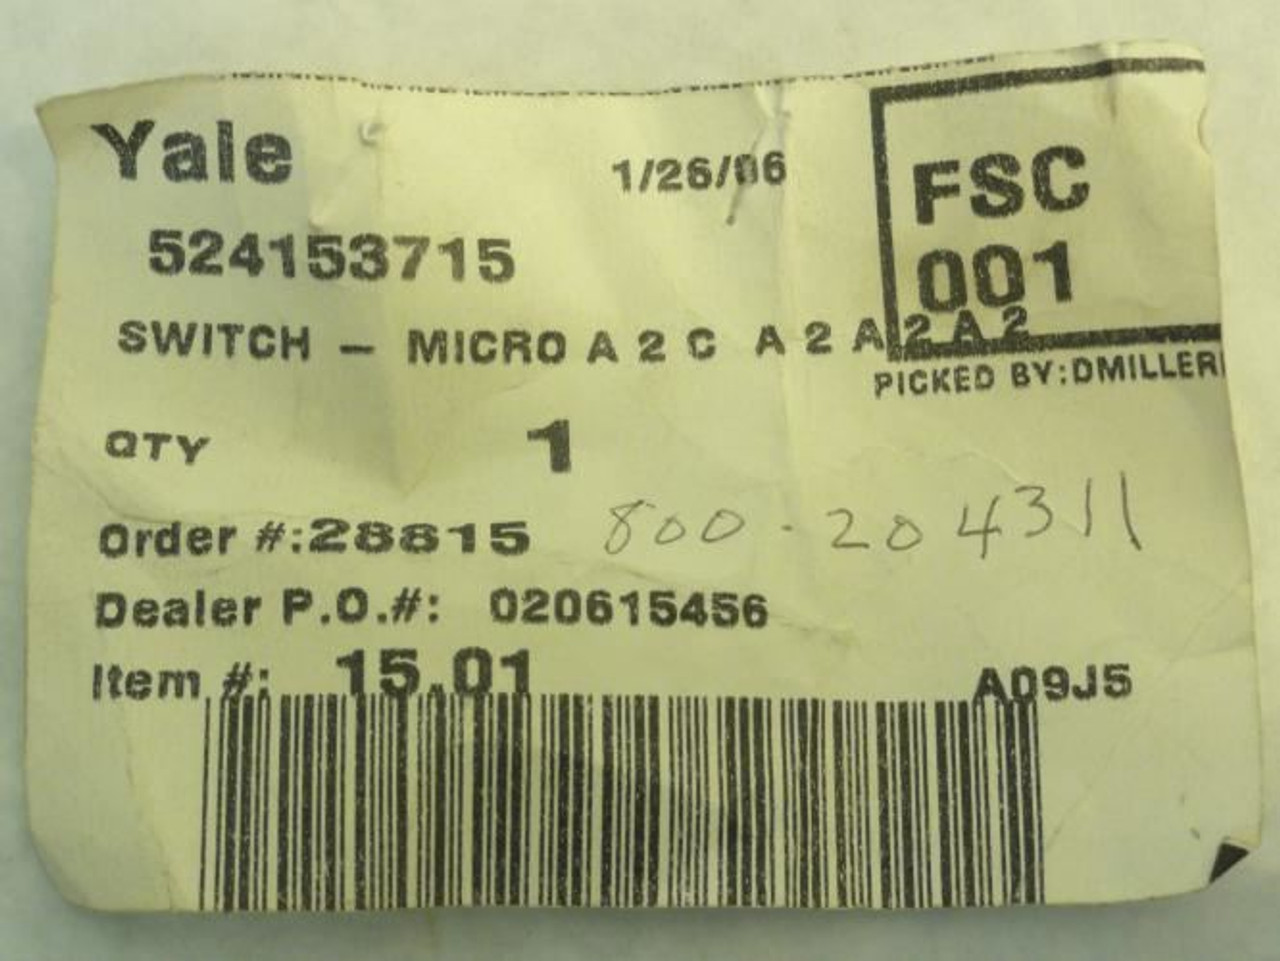 Yale
1/26/06
FSC
001
524153715
SWITCH - MICRO A 2 C A 2 A 2 A 2
PICKED BY:DMILLER
QTY 1
Order #:28815
800-204311
Dealer P.O.#: 020615456
Item #: 15.01
A09J5